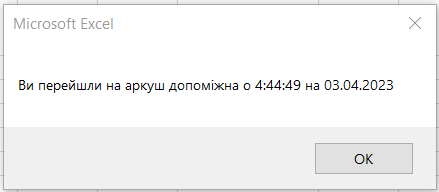 Microsoft Excel
Ви перейшли на аркуш допоміжна о 4:44:49 на 03.04.2023
OK